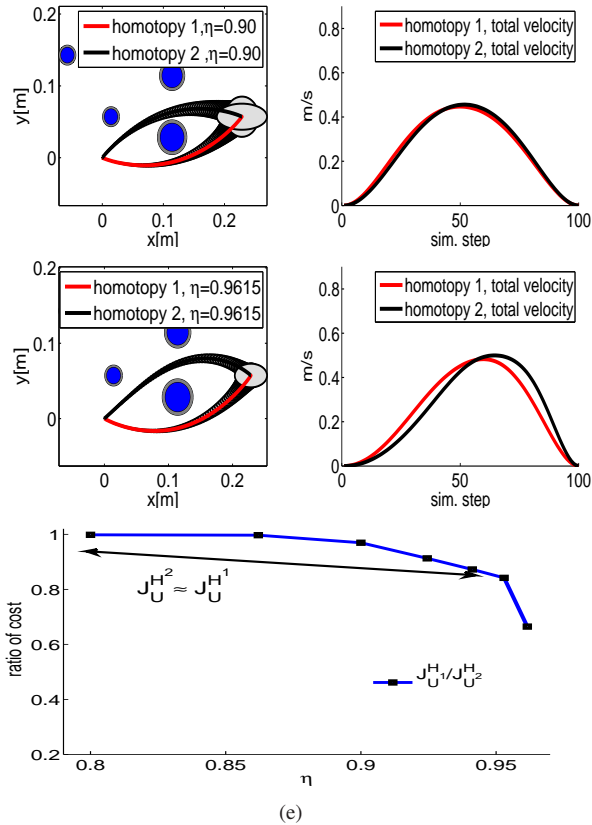 homotopy 1,η=0.90
homotopy 2 ,η=0.90
y[m]
0.2
0.1
0
0
0.1
0.2
x[m]
homotopy 1, total velocity
homotopy 2, total velocity
m/s
0.8
0.6
0.4
0.2
0
0
50
100
sim. step
homotopy 1, η=0.9615
homotopy 2, η=0.9615
y[m]
0.2
0.1
0
0
0.1
0.2
x[m]
homotopy 1, total velocity
homotopy 2, total velocity
m/s
0.8
0.6
0.4
0.2
0
0
50
100
sim. step
ratio of cost
1
0.8
0.6
0.4
0.2
J_U^{H^2} ≈ J_U^{H^1}
J_U^{H^1}/J_U^{H^2}
0.8
0.85
0.9
0.95
η
(e)